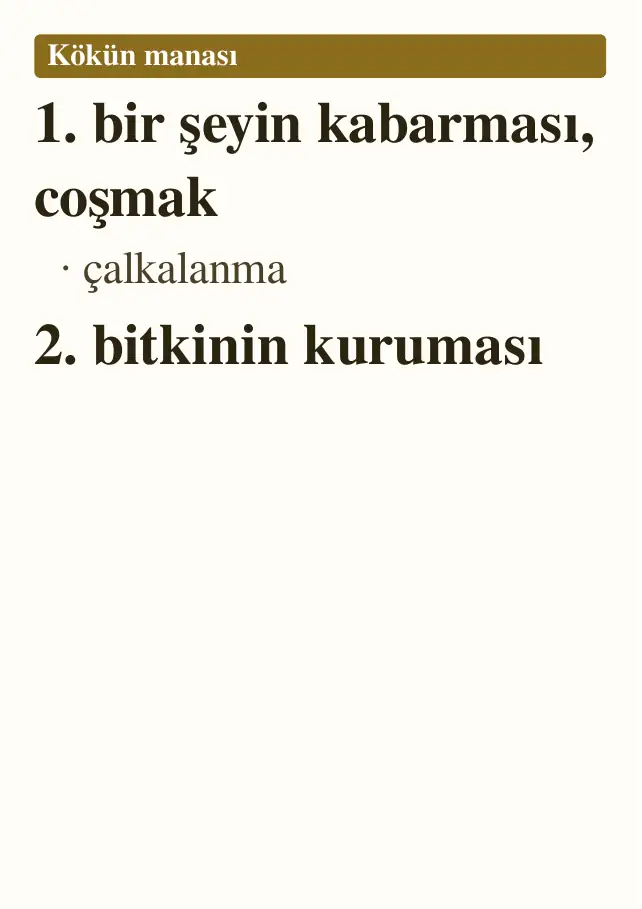 Kökün manası
1. bir şeyin kabarması,
coşmak
· çalkalanma
2. bitkinin kuruması